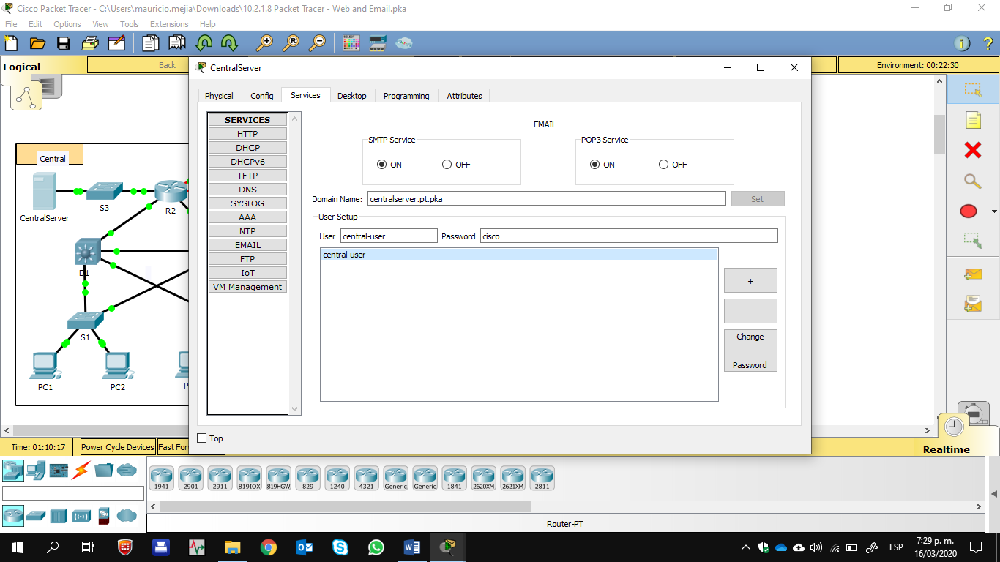 Cisco Packet Tracer - C:\Users\mauricio.mejia\Downloads\10.2.1.8 Packet Tracer - Web and Email.pka
File Edit Options View Tools Extensions Help
SELECT
Logical
Back
Environment: 00:22:30
CentralServer
Physical Config Services Desktop Programming Attributes
SERVICES
HTTP
DHCP
DHCPv6
TFTP
DNS
SYSLOG
AAA
NTP
EMAIL
FTP
IoT
VM Management
EMAIL
SMTP Service
ON OFF
POP3 Service
ON OFF
Domain Name: centralserver.pt.pka Set
User Setup
User central-user Password cisco
central-user
+
-
Change
Password
Top
Central
CentralServer
S3
R2
D1
S1
PC1
PC2
P
Time: 01:10:17 Power Cycle Devices Fast For
Realtime
1941 2901 2911 819IOX 819HGW 829 1240 4321 Generic Generic 1841 2620XM 2621XM 2811
Router-PT
ESP
7:29 p. m.
16/03/2020